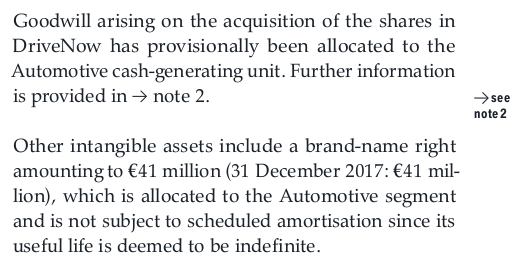 Goodwill arising on the acquisition of the shares in
DriveNow has provisionally been allocated to the
Automotive cash-generating unit. Further information
is provided in → note 2.
→ see
note 2
Other intangible assets include a brand-name right
amounting to €41 million (31 December 2017: €41 mil-
lion), which is allocated to the Automotive segment
and is not subject to scheduled amortisation since its
useful life is deemed to be indefinite.